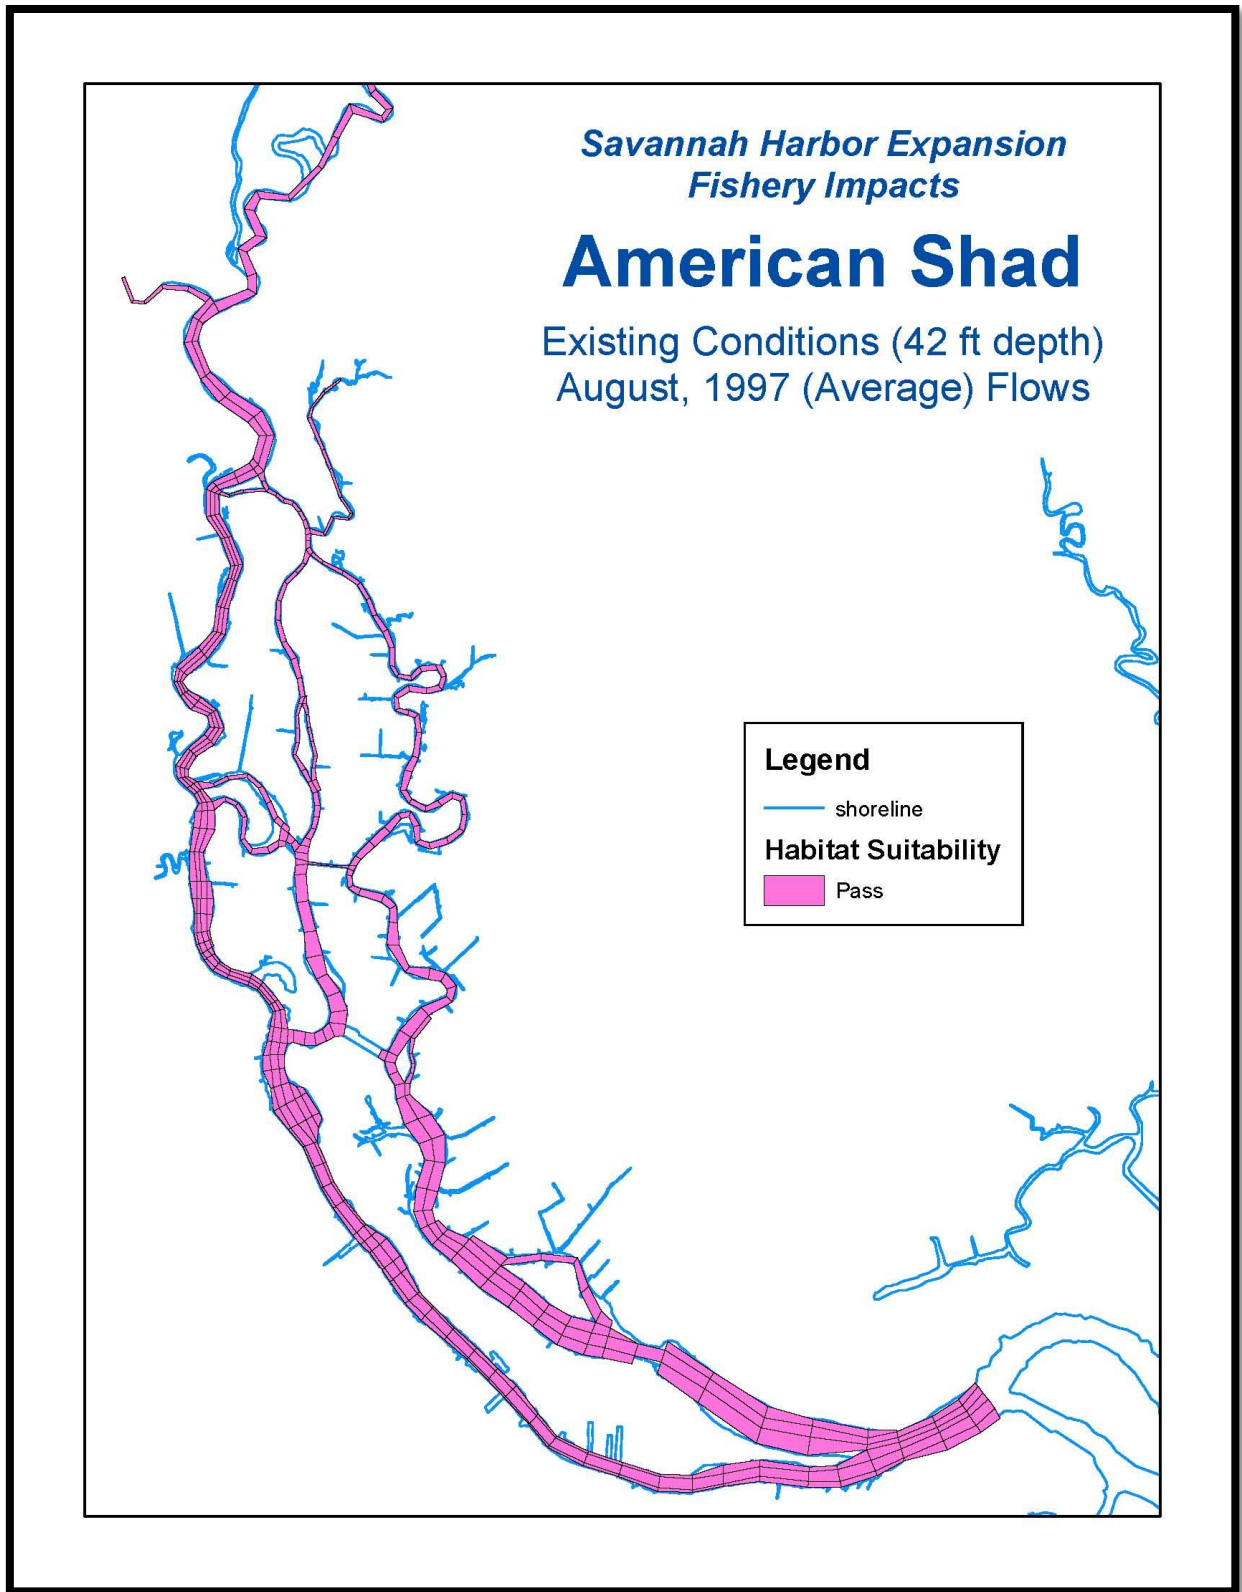 Savannah Harbor Expansion
Fishery Impacts
American Shad
Existing Conditions (42 ft depth)
August, 1997 (Average) Flows
Legend
shoreline
Habitat Suitability
Pass